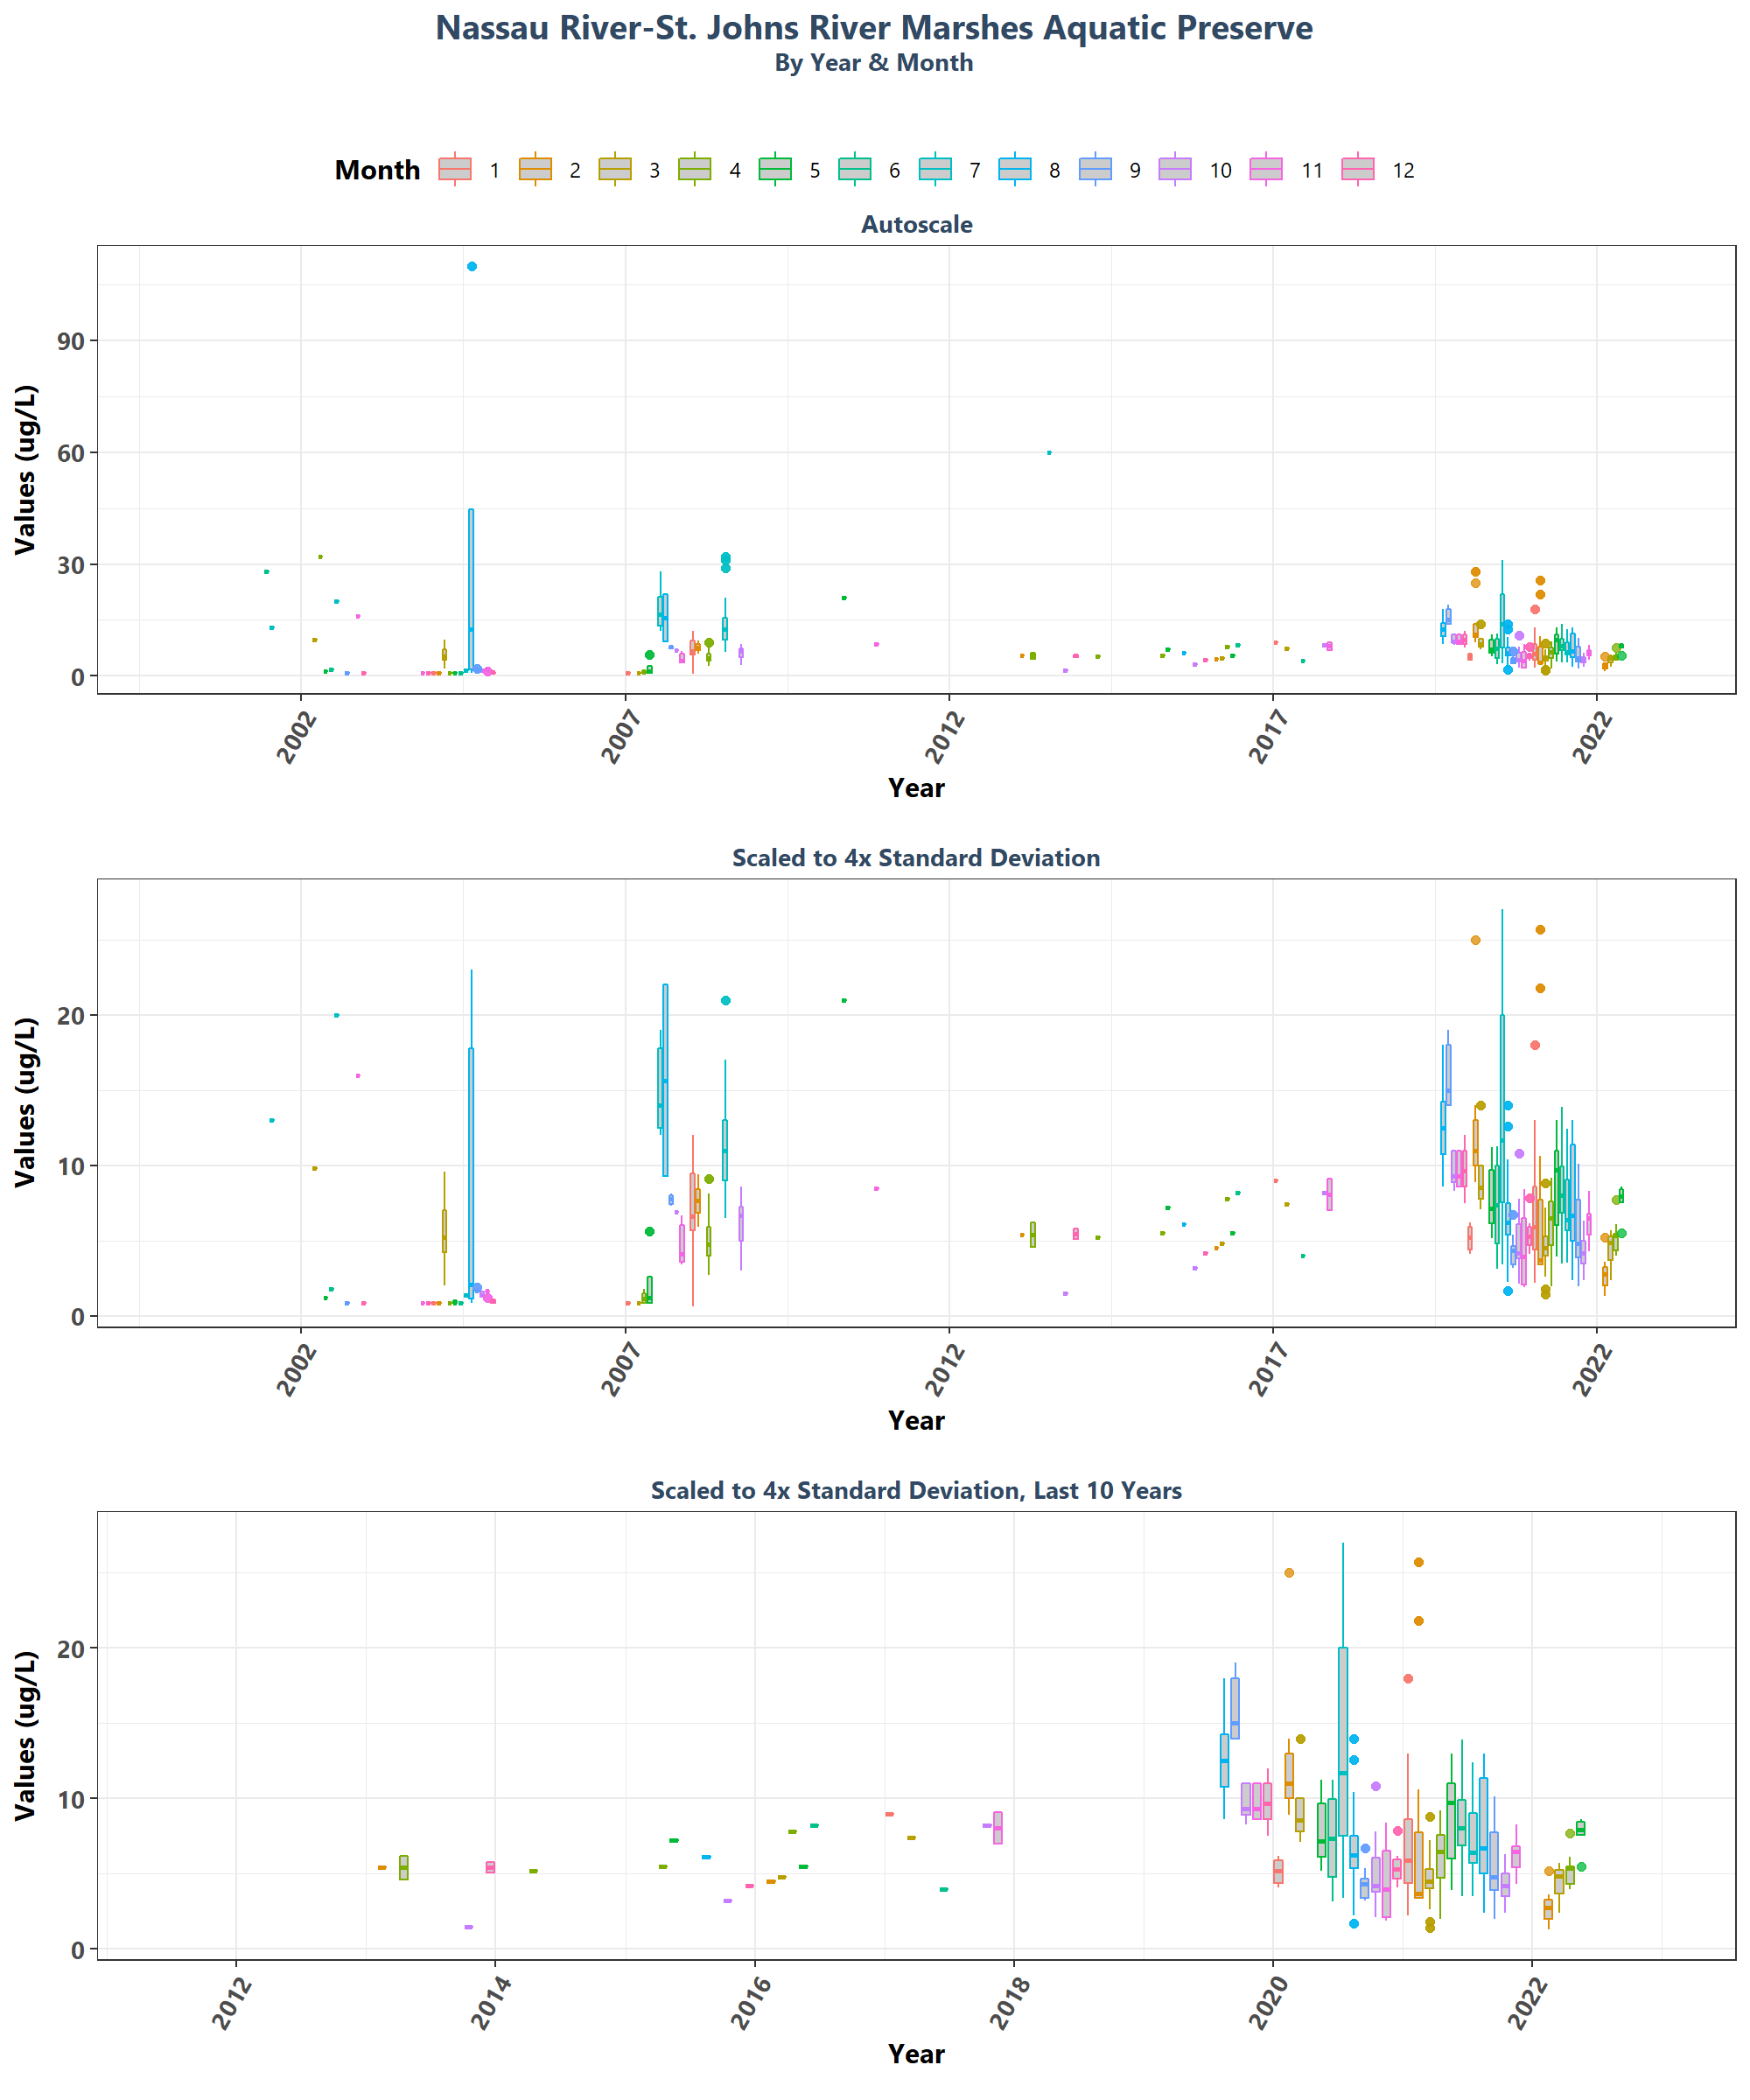 Nassau River-St. Johns River Marshes Aquatic Preserve
By Year & Month
Month 1 2 3 4 5 6 7 8 9 10 11 12
Autoscale
Values (ug/L)
90
60
30
0
2002 2007 2012 2017 2022
Year
Scaled to 4x Standard Deviation
Values (ug/L)
20
10
0
2002 2007 2012 2017 2022
Year
Scaled to 4x Standard Deviation, Last 10 Years
Values (ug/L)
20
10
0
2012 2014 2016 2018 2020 2022
Year